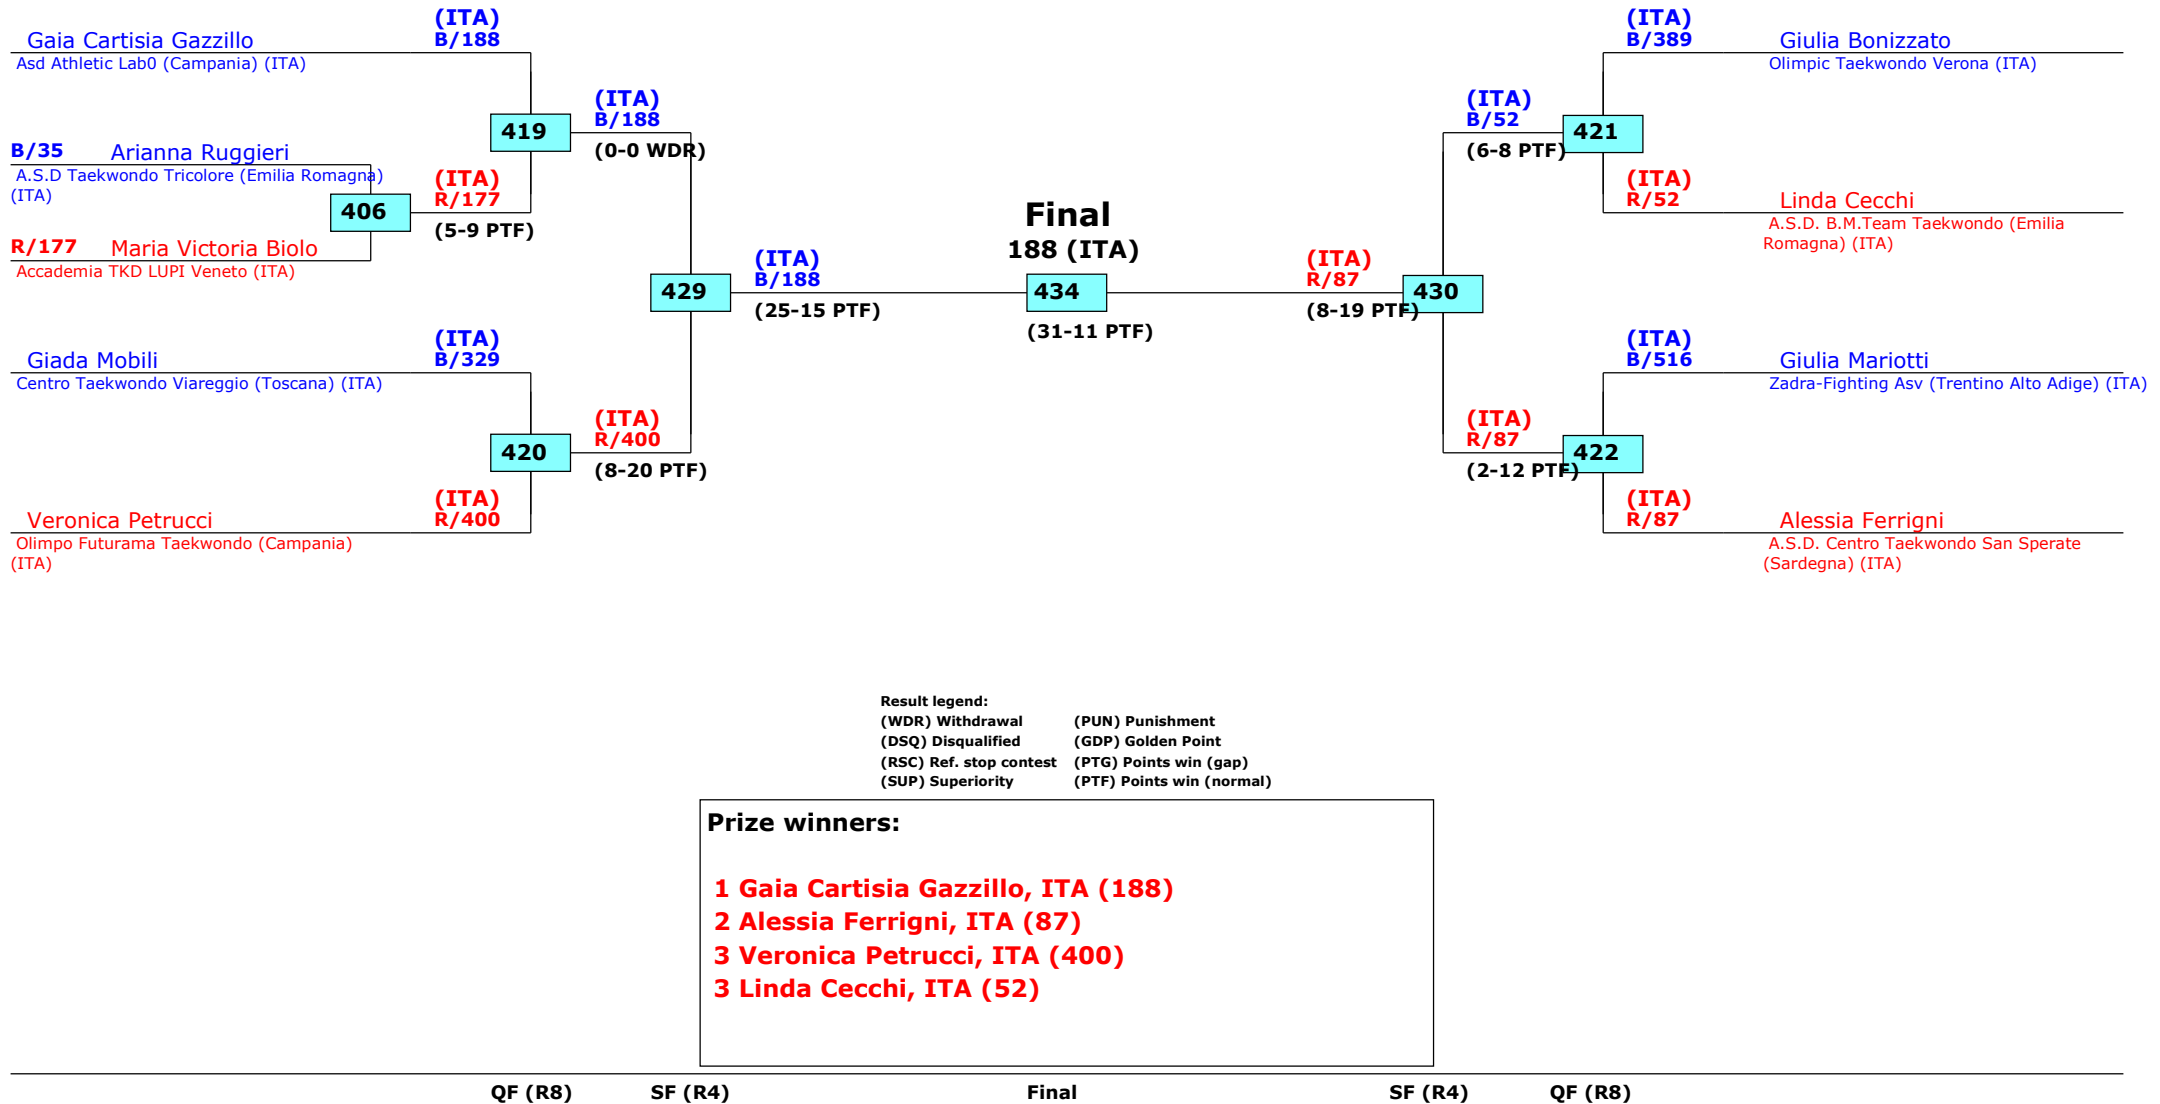 (ITA)
B/188
Gaia Cartisia Gazzillo
Asd Athletic Lab0 (Campania) (ITA)
419
(ITA)
B/188
(0-0 WDR)
B/35 Arianna Ruggieri
A.S.D Taekwondo Tricolore (Emilia Romagna)
(ITA)
406
(ITA)
R/177
(5-9 PTF)
R/177 Maria Victoria Biolo
Accademia TKD LUPI Veneto (ITA)
429
(ITA)
B/188
(25-15 PTF)
(ITA)
B/329
Giada Mobili
Centro Taekwondo Viareggio (Toscana) (ITA)
420
(ITA)
R/400
(8-20 PTF)
(ITA)
R/400
Veronica Petrucci
Olimpo Futurama Taekwondo (Campania)
(ITA)
Final
188 (ITA)
434
(31-11 PTF)
(ITA)
B/389
Giulia Bonizzato
Olimpic Taekwondo Verona (ITA)
(ITA)
B/52
421
(6-8 PTF)
(ITA)
R/52
Linda Cecchi
A.S.D. B.M.Team Taekwondo (Emilia
Romagna) (ITA)
(ITA)
R/87
430
(8-19 PTF)
(ITA)
B/516
Giulia Mariotti
Zadra-Fighting Asv (Trentino Alto Adige) (ITA)
(ITA)
R/87
422
(2-12 PTF)
(ITA)
R/87
Alessia Ferrigni
A.S.D. Centro Taekwondo San Sperate
(Sardegna) (ITA)
Result legend:
(WDR) Withdrawal (PUN) Punishment
(DSQ) Disqualified (GDP) Golden Point
(RSC) Ref. stop contest (PTG) Points win (gap)
(SUP) Superiority (PTF) Points win (normal)
Prize winners:
1 Gaia Cartisia Gazzillo, ITA (188)
2 Alessia Ferrigni, ITA (87)
3 Veronica Petrucci, ITA (400)
3 Linda Cecchi, ITA (52)
QF (R8) SF (R4) Final SF (R4) QF (R8)